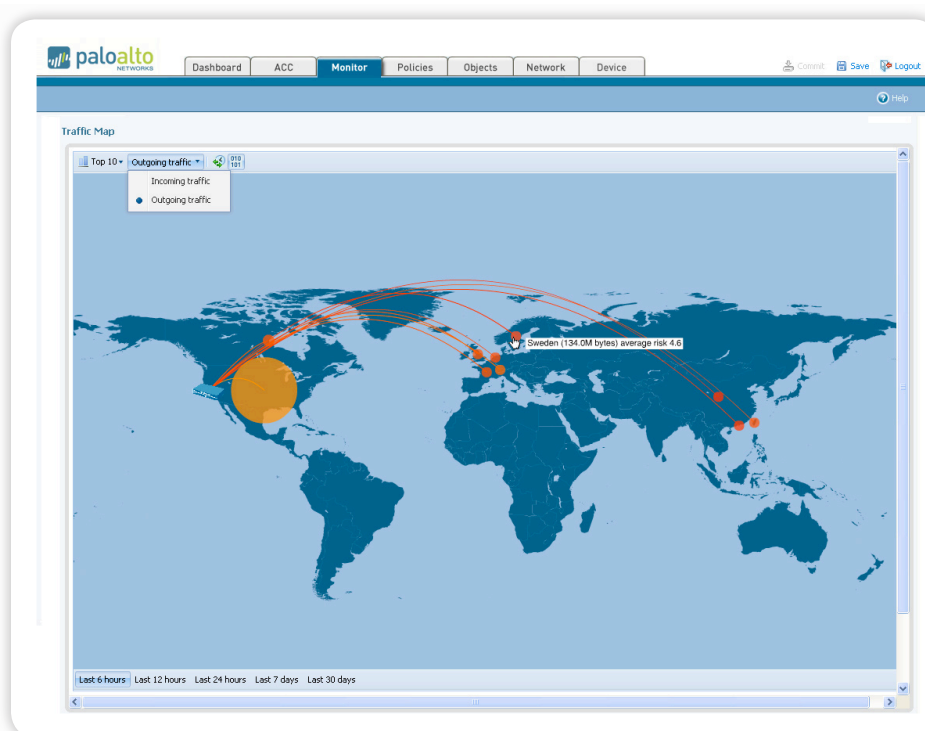 paloalto
NETWORKS
Dashboard ACC Monitor Policies Objects Network Device
Commit Save Logout
Help
Traffic Map
Top 10 Outgoing traffic 010
101
Incoming traffic
Outgoing traffic
Sweden (134.0M bytes) average risk 4.6
Last 6 hours Last 12 hours Last 24 hours Last 7 days Last 30 days